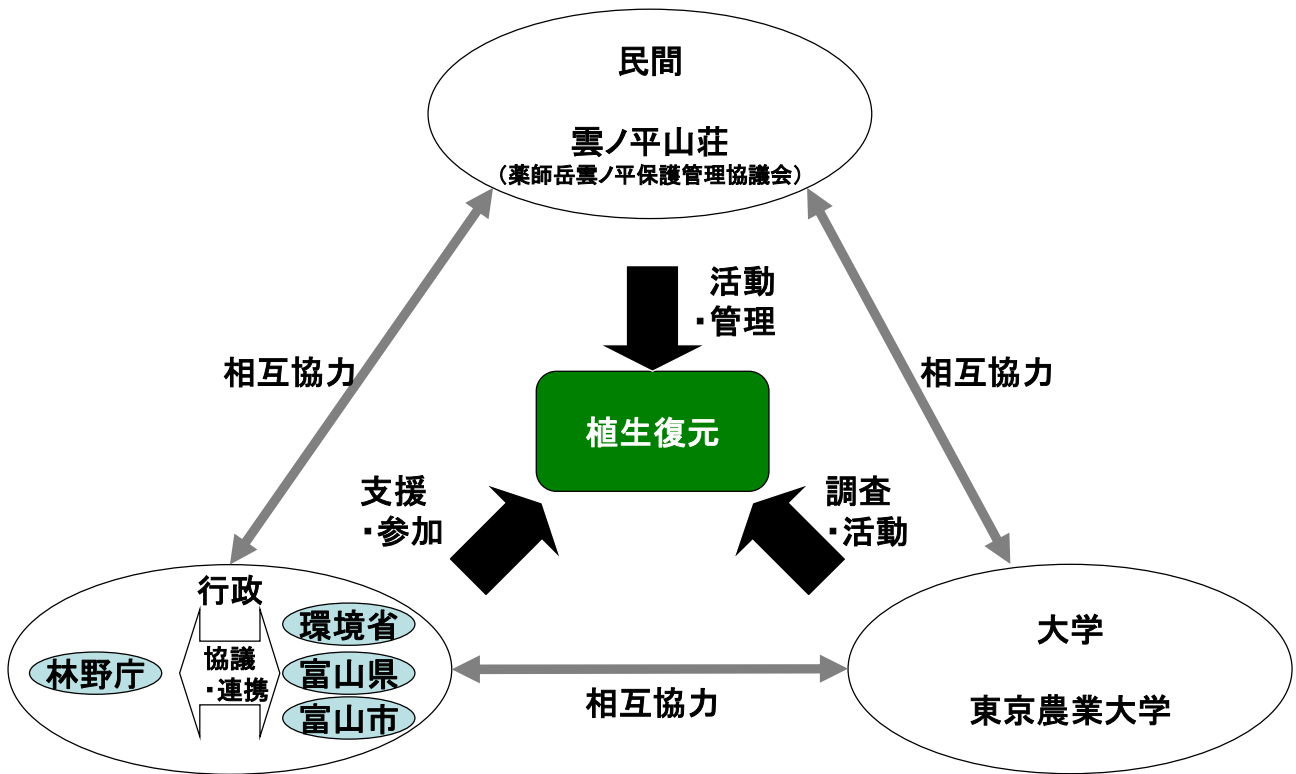 民間
雲ノ平山荘
（薬師岳雲ノ平保護管理協議会）
活動
・管理
相互協力
相互協力
植生復元
支援
・参加
調査
・活動
行政
環境省
林野庁
協議
・連携
富山県
富山市
相互協力
大学
東京農業大学